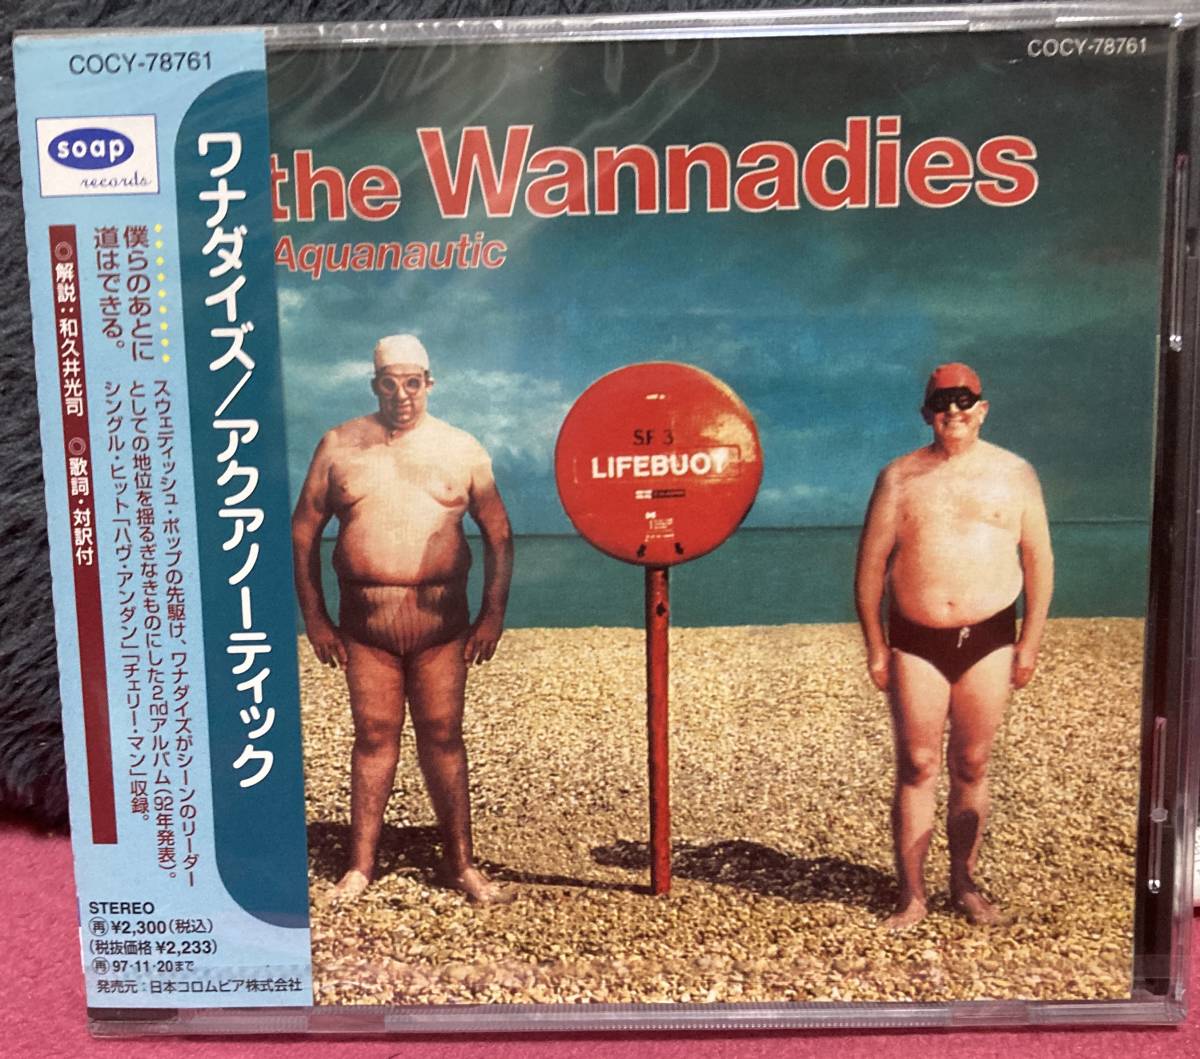 COCY-78761
soap
records
ワナダイズ/アクアノーティック
僕らのあとに
道はできる。
スウェディッシュ・ポップの先駆け、ワナダイズがシーンのリーダー
としての地位を揺るぎなきものにした2ndアルバム(92年発表)。
シングル・ヒット「ハヴ・アンダン」「チェリー・マン」収録。
◎解説:和久井光司 ◎歌詞・対訳付
STEREO
再¥2,300(税込)
(税抜価格 ¥2,233)
再97・11・20まで
発売元:日本コロムビア株式会社
COCY-78761
the Wannadies
Aquanautic
SF 3
LIFEBUOY